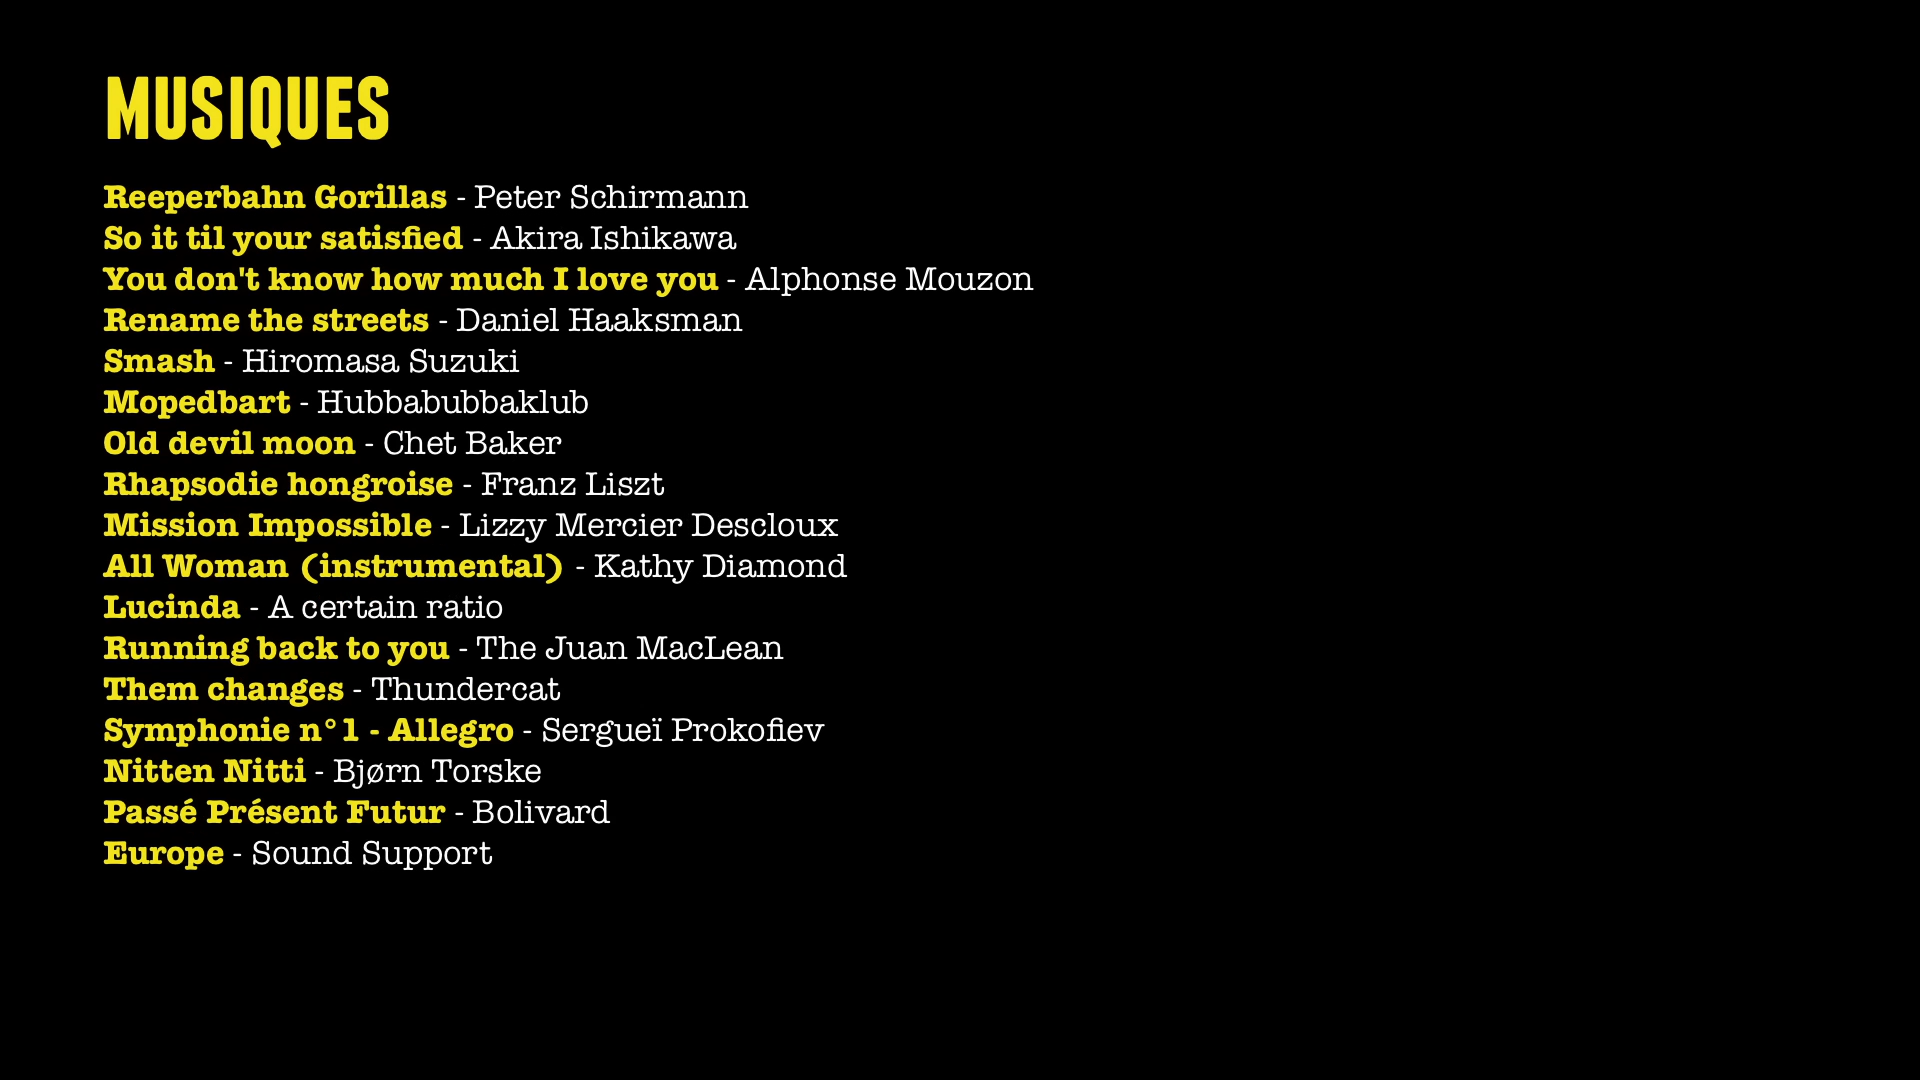 MUSIQUES
Reeperbahn Gorillas - Peter Schirmann
So it til your satisfied - Akira Ishikawa
You don't know how much I love you - Alphonse Mouzon
Rename the streets - Daniel Haaksman
Smash - Hiromasa Suzuki
Mopedbart - Hubbabubbaklub
Old devil moon - Chet Baker
Rhapsodie hongroise - Franz Liszt
Mission Impossible - Lizzy Mercier Descloux
All Woman (instrumental) - Kathy Diamond
Lucinda - A certain ratio
Running back to you - The Juan MacLean
Them changes - Thundercat
Symphonie n°1 - Allegro - Sergueï Prokofiev
Nitten Nitti - Bjørn Torske
Passé Présent Futur - Bolivard
Europe - Sound Support